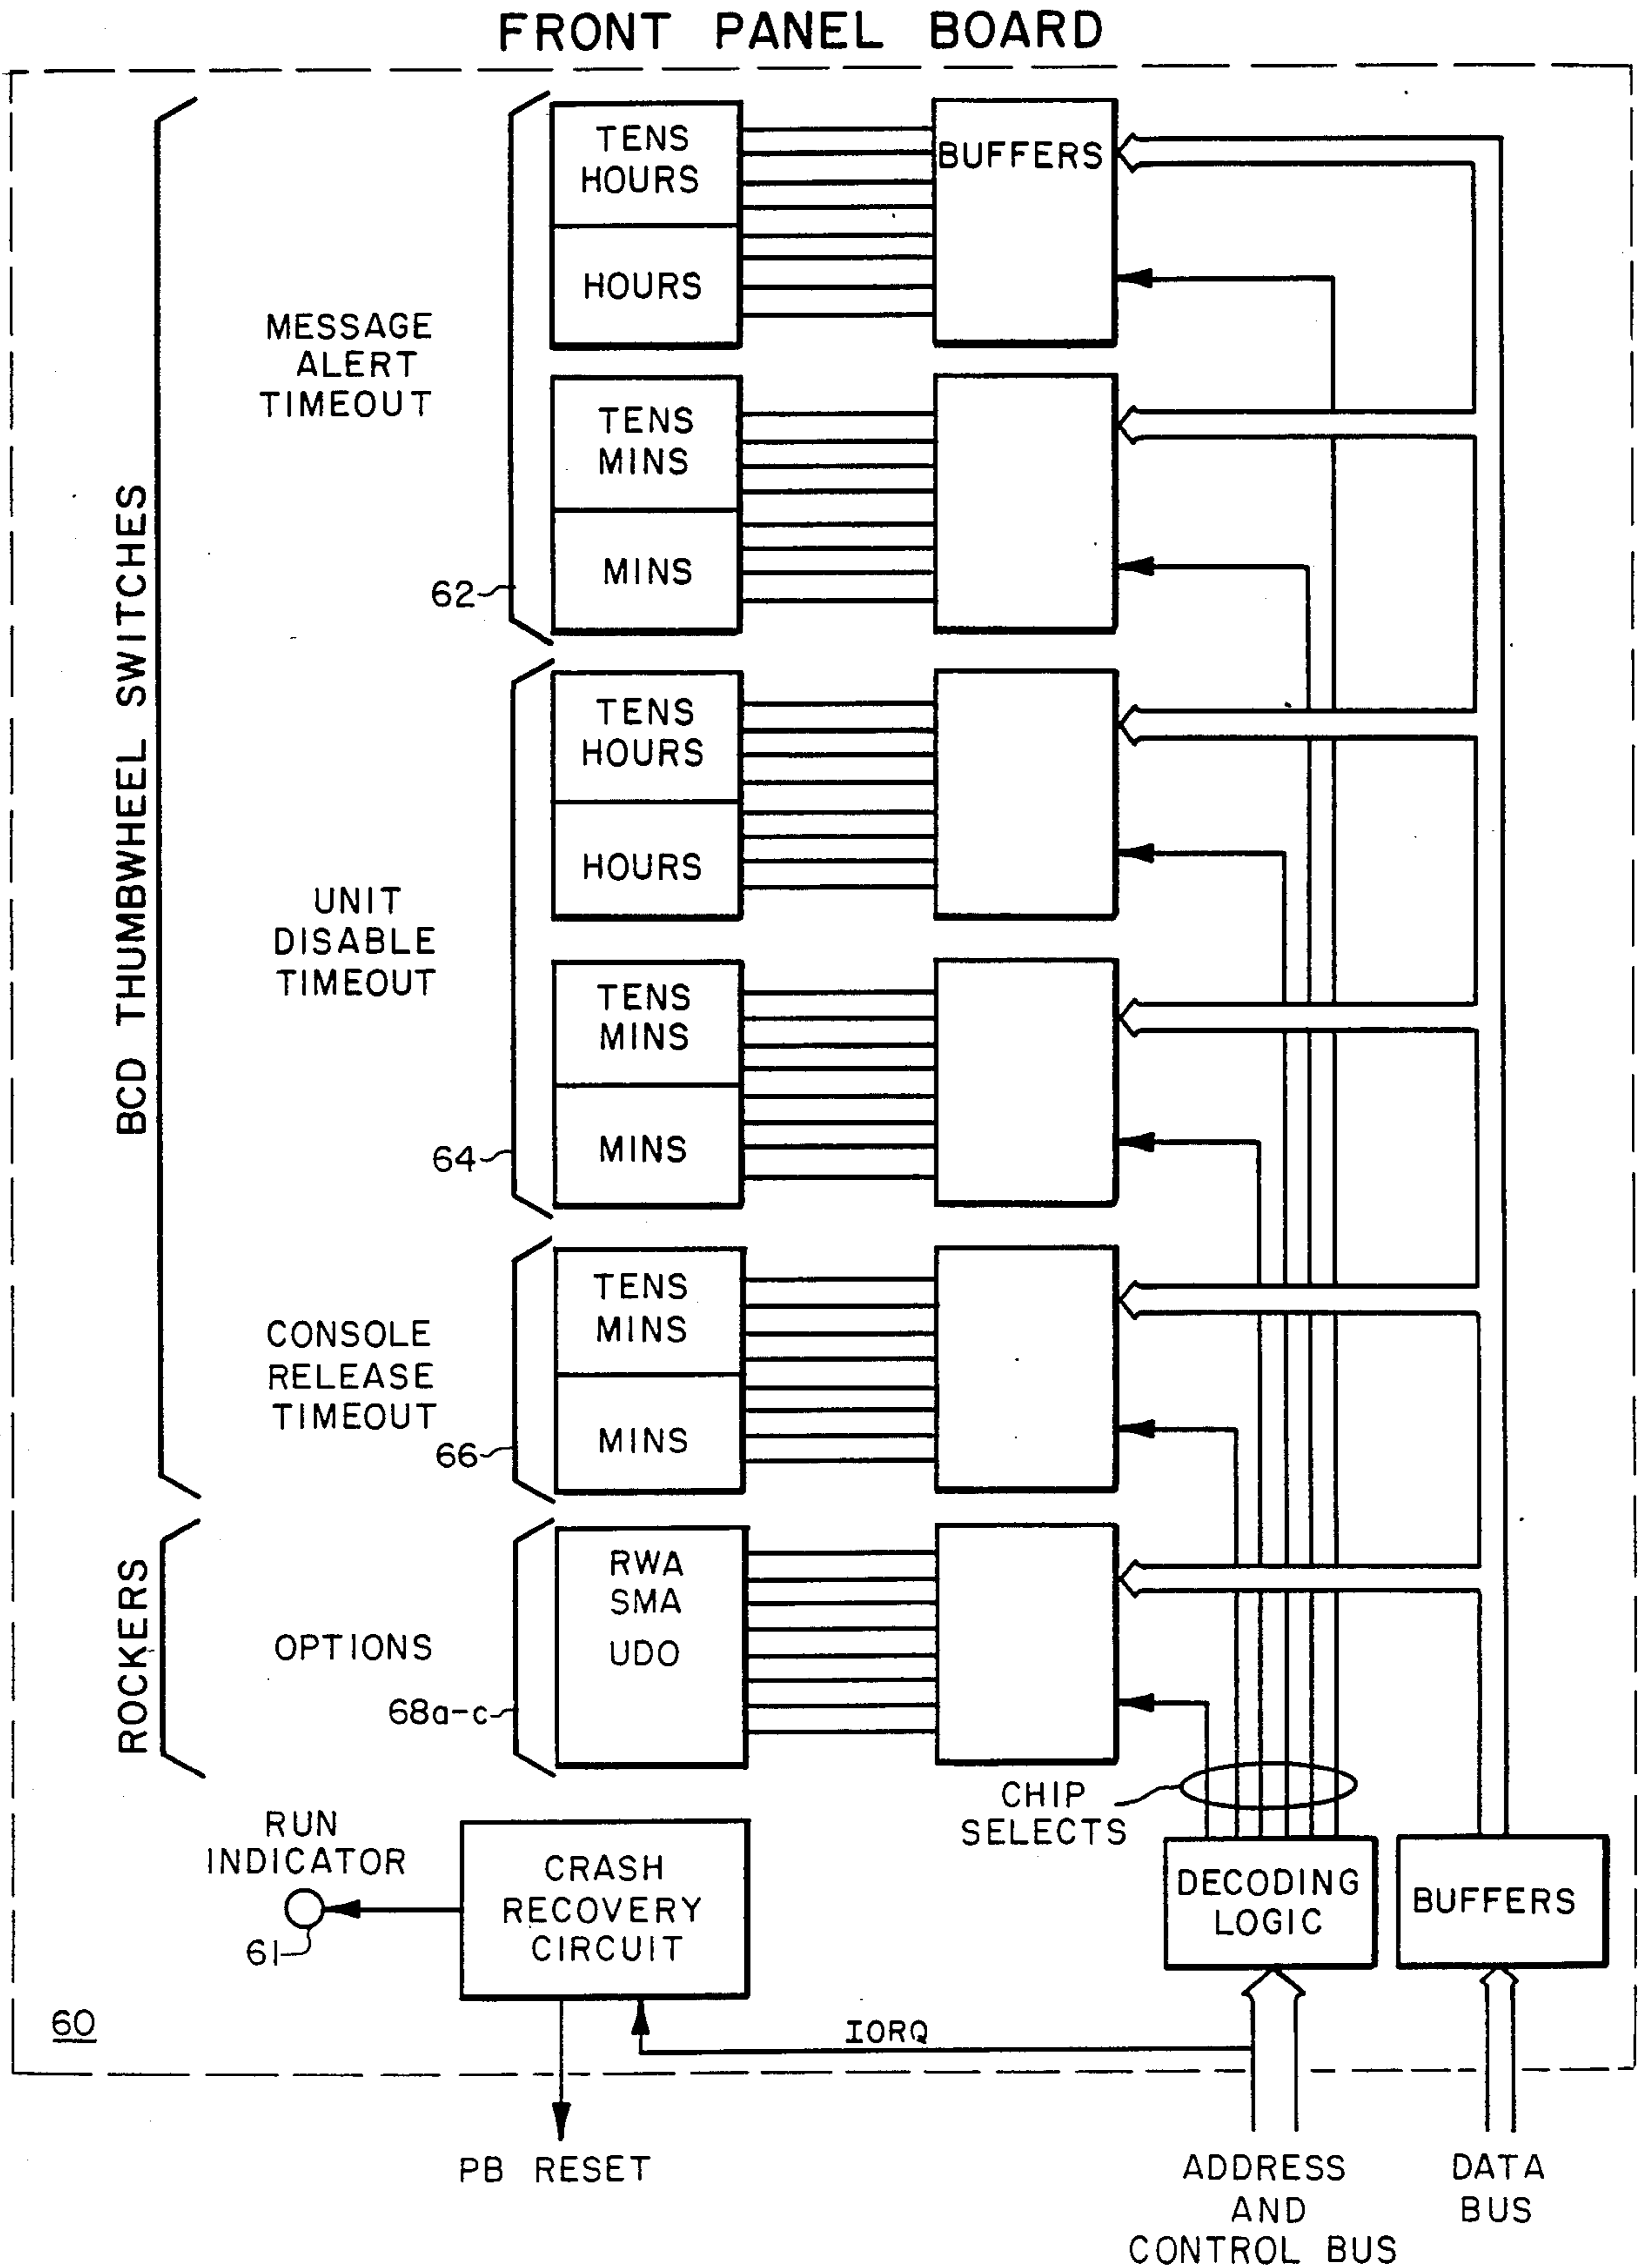 FRONT PANEL BOARD
BCD THUMBWHEEL SWITCHES
MESSAGE
ALERT
TIMEOUT
62
TENS
HOURS
HOURS
BUFFERS
TENS
MINS
MINS
UNIT
DISABLE
TIMEOUT
64
TENS
HOURS
HOURS
TENS
MINS
MINS
CONSOLE
RELEASE
TIMEOUT
66
TENS
MINS
MINS
ROCKERS
OPTIONS
68a-c
RWA
SMA
UDO
CHIP
SELECTS
RUN
INDICATOR
61
CRASH
RECOVERY
CIRCUIT
DECODING
LOGIC
BUFFERS
60
IORQ
PB RESET
ADDRESS
AND
CONTROL BUS
DATA
BUS